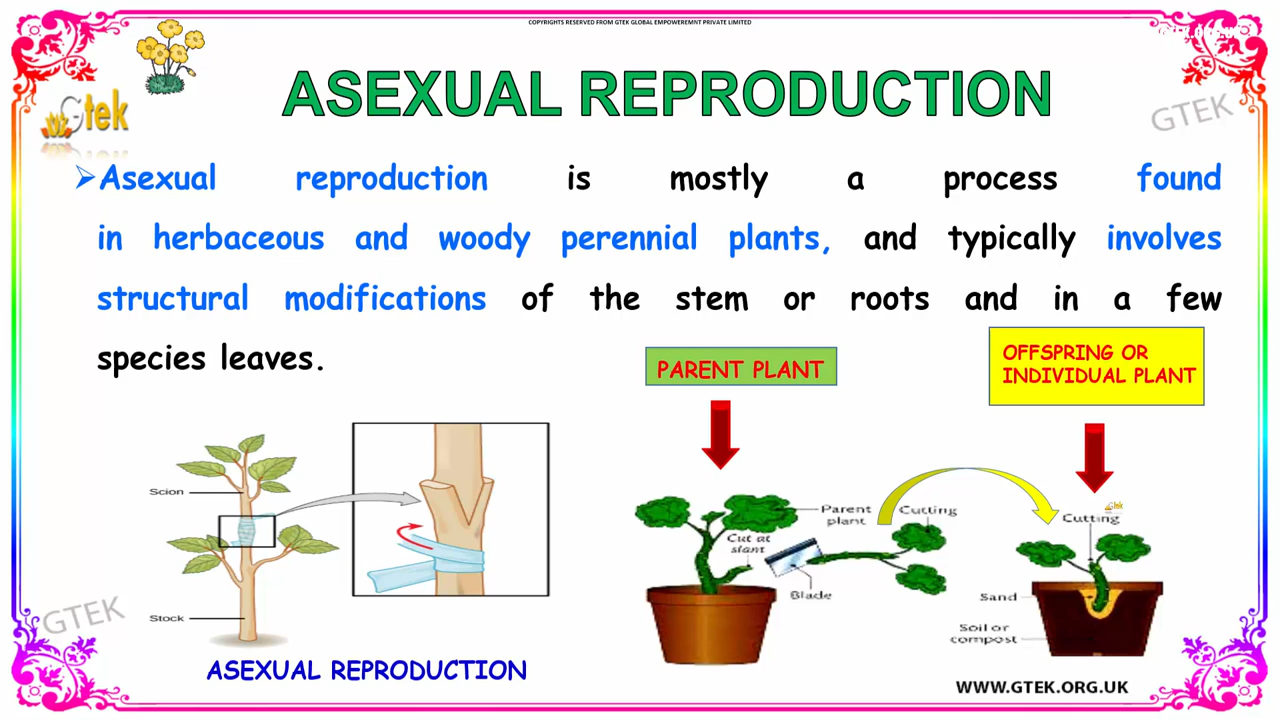 COPYRIGHTS RESERVED FROM GTEK GLOBAL EMPOWEREMNT PRIVATE LIMITED
Gtek
GTEK
ASEXUAL REPRODUCTION
➢Asexual reproduction is mostly a process found
in herbaceous and woody perennial plants, and typically involves
structural modifications of the stem or roots and in a few
species leaves.
PARENT PLANT
OFFSPRING OR
INDIVIDUAL PLANT
Scion
Stock
ASEXUAL REPRODUCTION
Parent
plant
Cutting
Cut at
slant
Blade
Cutting
Sand
Soil or
compost
GTEK
WWW.GTEK.ORG.UK